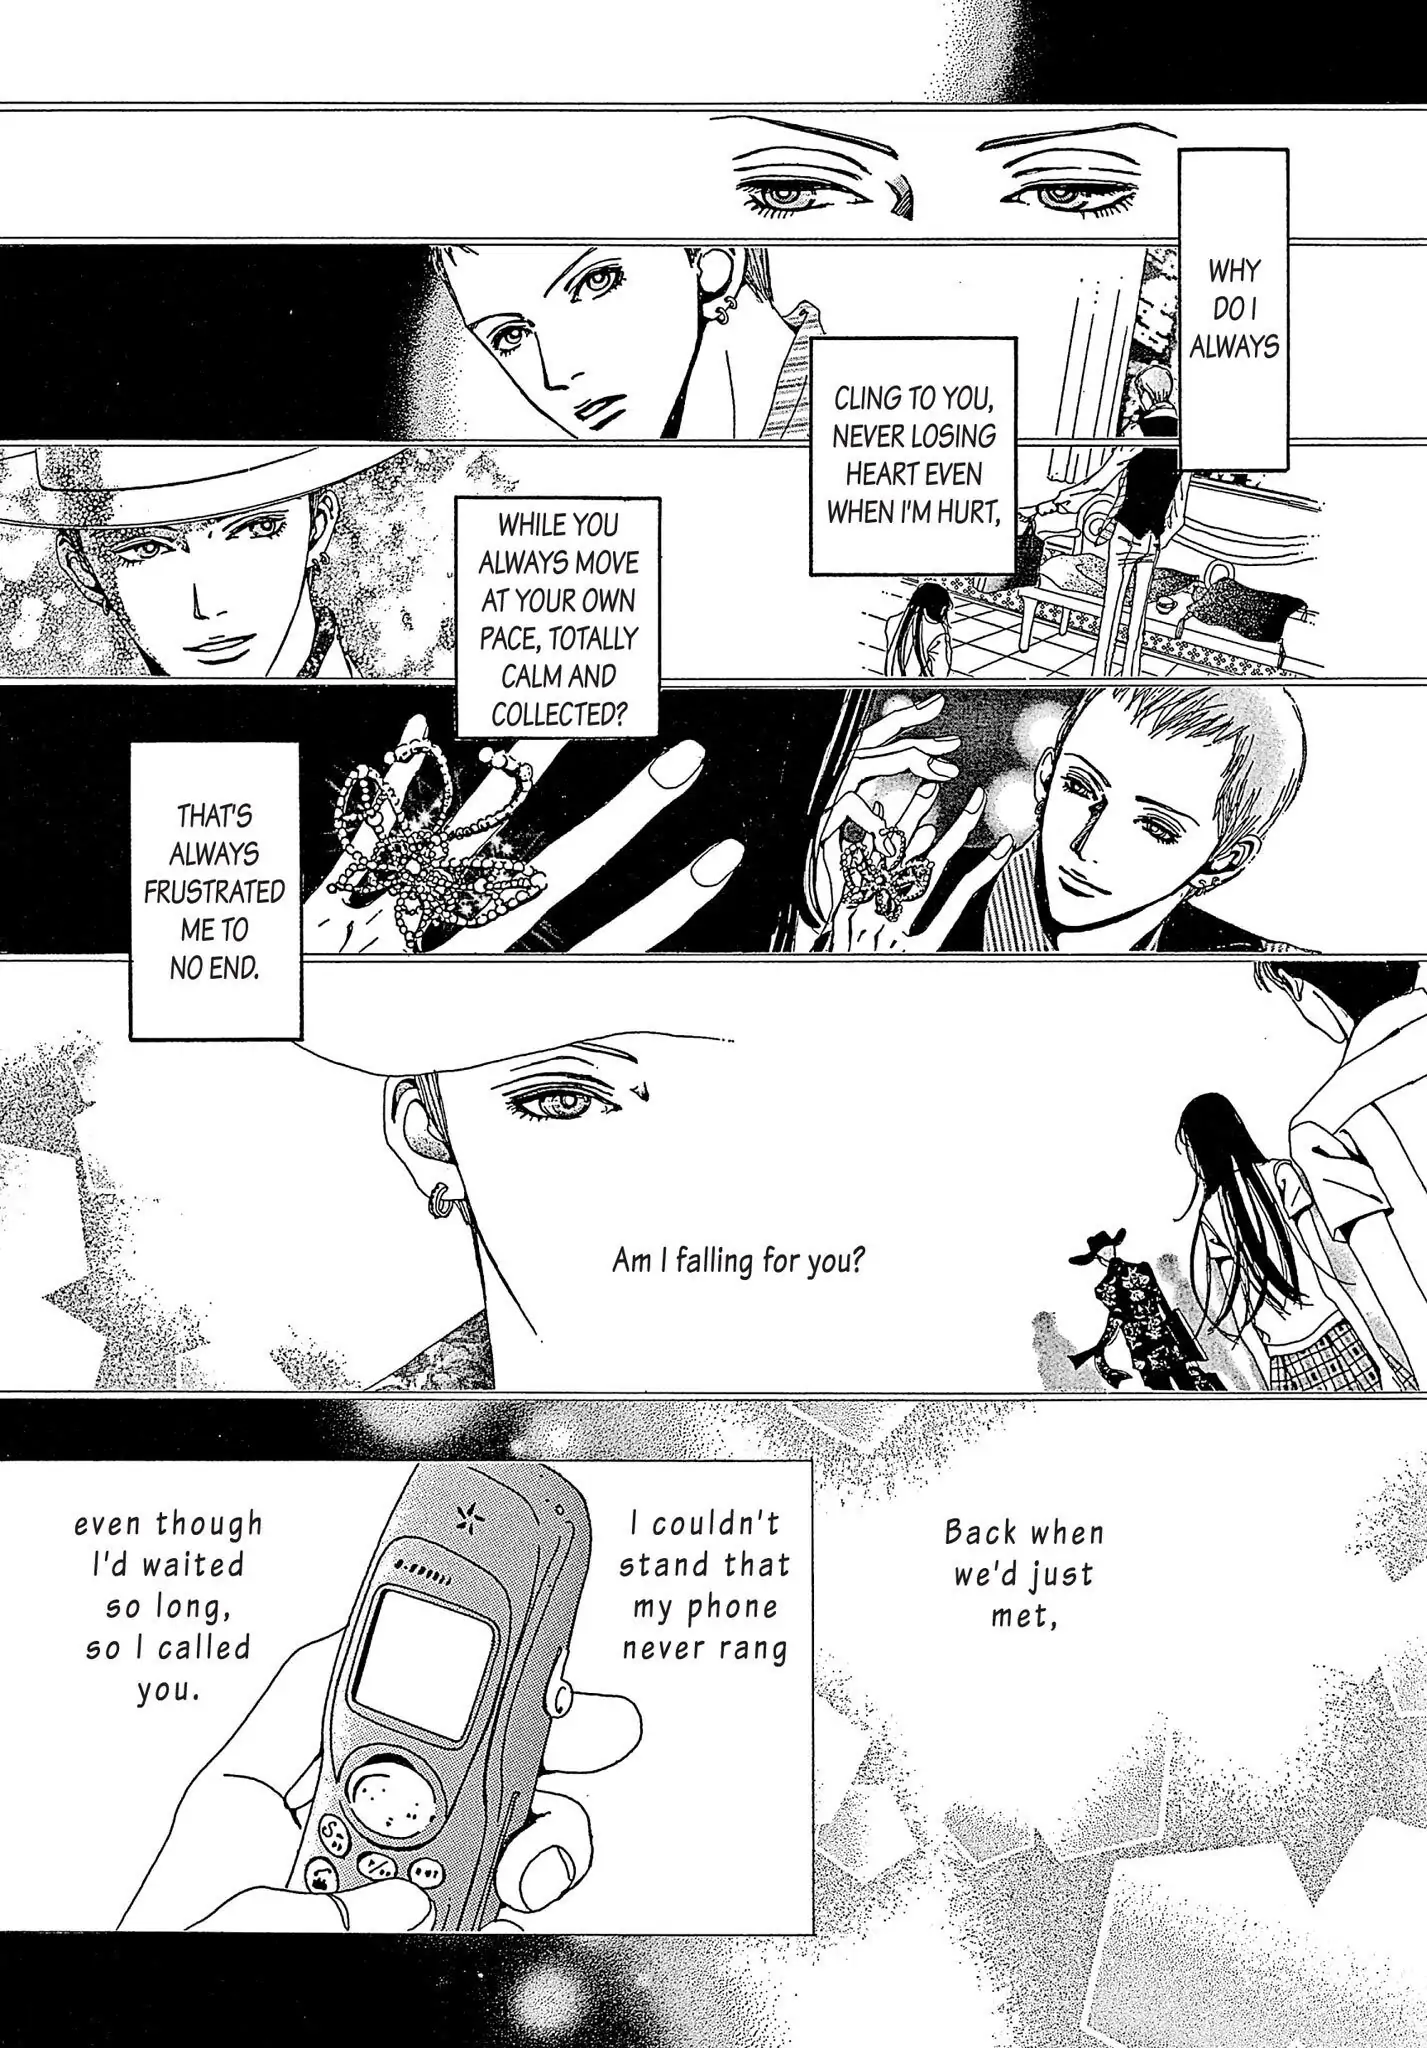 WHY
DO I
ALWAYS
CLING TO YOU,
NEVER LOSING
HEART EVEN
WHEN I'M HURT,
WHILE YOU
ALWAYS MOVE
AT YOUR OWN
PACE, TOTALLY
CALM AND
COLLECTED?
THAT'S
ALWAYS
FRUSTRATED
ME TO
NO END.
Am I falling for you?
Back when
we'd just
met,
I couldn't
stand that
my phone
never rang
even though
I'd waited
so long,
so I called
you.